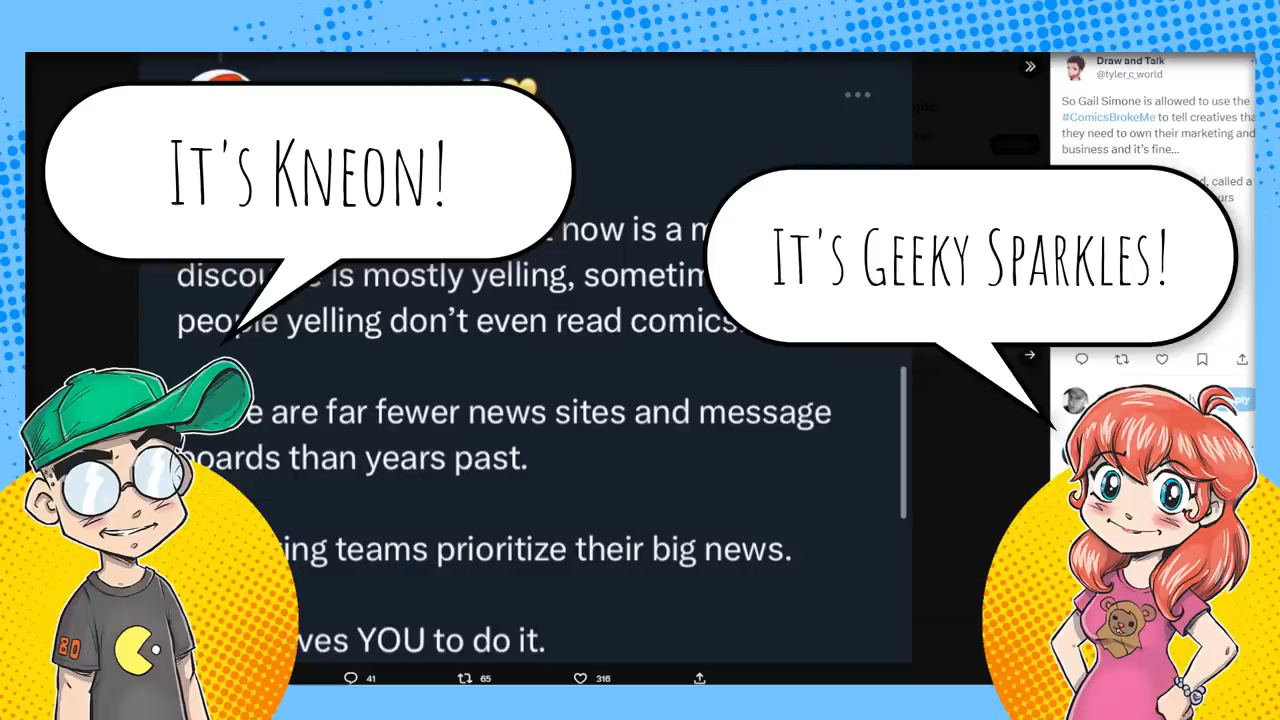 IT'S KNEON!
IT'S GEEKY SPARKLES!
now is a
discou is mostly yelling,
people yelling don't even read comics.
are far fewer news sites and message
boards than years past.
ing teams prioritize their big news.
ves YOU to do it.
41 65 316
Draw and Talk
@tyler_c_world
So Gail Simone is allowed to use the
#ComicsBrokeMe to tell creatives tha
they need to own their marketing and
business and it's fine...
called a
80